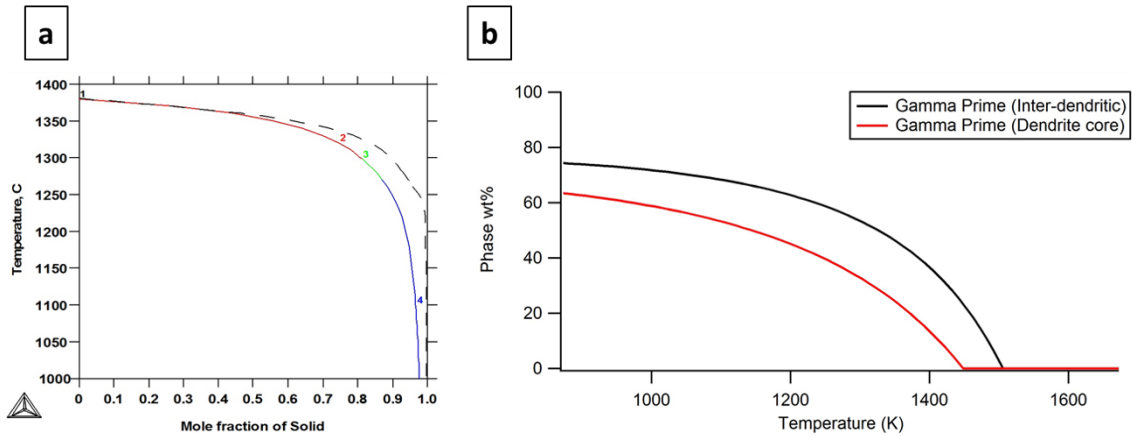 a
b
1400
1350
1300
1250
1200
1150
1100
1050
1000
Temperature, C
1
2
3
4
0 0.1 0.2 0.3 0.4 0.5 0.6 0.7 0.8 0.9 1.0
Mole fraction of Solid
100
80
60
40
20
0
Phase wt%
Gamma Prime (Inter-dendritic)
Gamma Prime (Dendrite core)
1000 1200 1400 1600
Temperature (K)